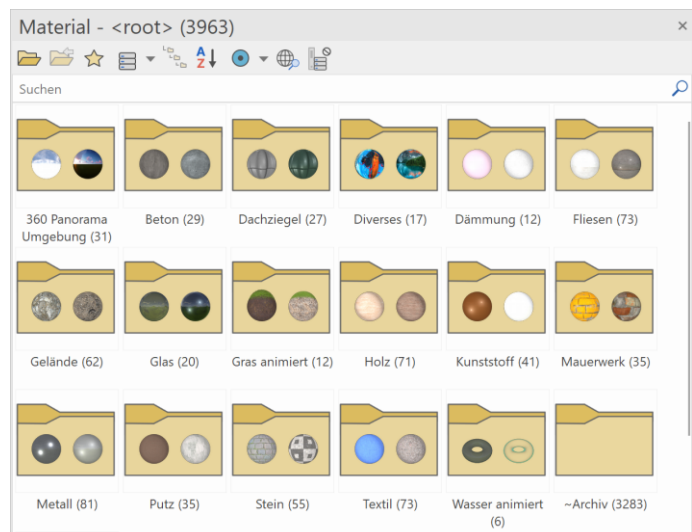 Material - <root> (3963)
Suchen
360 Panorama
Umgebung (31)
Beton (29)
Dachziegel (27)
Diverses (17)
Dämmung (12)
Fliesen (73)
Gelände (62)
Glas (20)
Gras animiert (12)
Holz (71)
Kunststoff (41)
Mauerwerk (35)
Metall (81)
Putz (35)
Stein (55)
Textil (73)
Wasser animiert
(6)
~Archiv (3283)